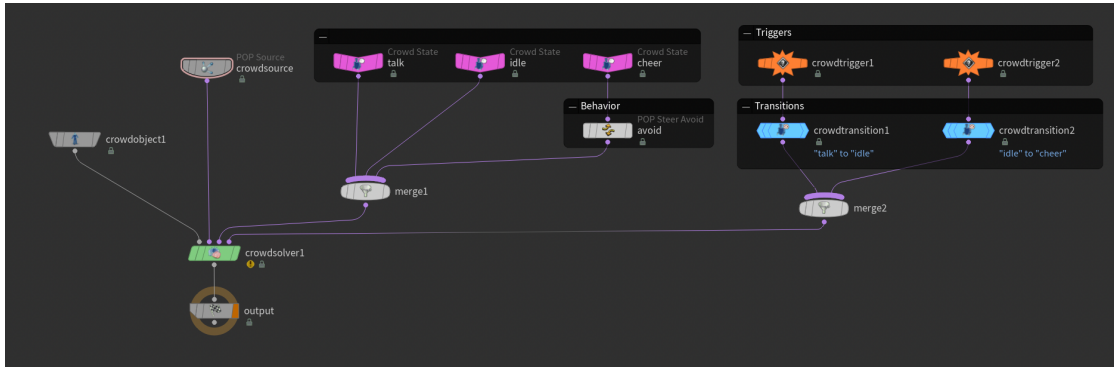 POP Source
crowdsource
Crowd State
talk
Crowd State
idle
Crowd State
cheer
Triggers
crowdtrigger1
crowdtrigger2
crowdobject1
Behavior
POP Steer Avoid
avoid
Transitions
crowdtransition1
"talk" to "idle"
crowdtransition2
"idle" to "cheer"
merge1
merge2
crowdsolver1
output